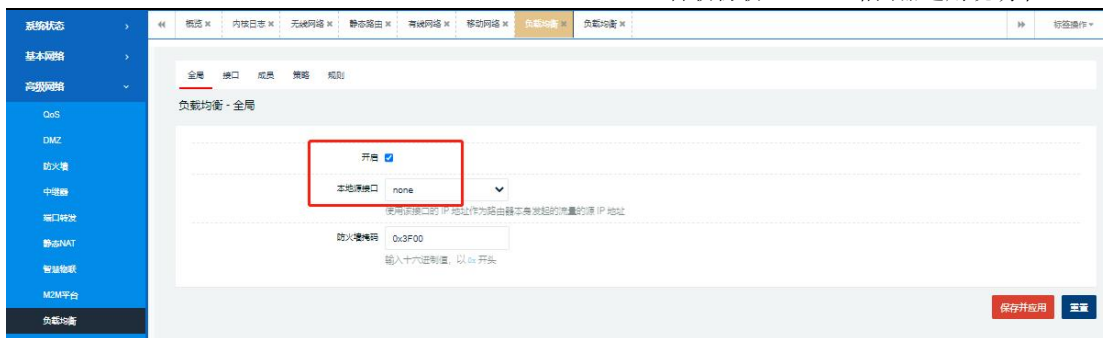 系统状态
概览 内核日志 无线网络 静态路由 有线网络 移动网络 负载均衡 负载均衡 标签操作
基本网络
高级网络
全局 接口 成员 策略 规则
负载均衡 - 全局
QoS
DMZ
防火墙
中继器
端口转发
静态NAT
智慧物联
M2M平台
负载均衡
开启
本地源接口 none
使用该接口的 IP 地址作为路由器本身发起的流量的源 IP 地址
防火墙掩码 0x3F00
输入十六进制值，以 0x 开头
保存并应用 重置